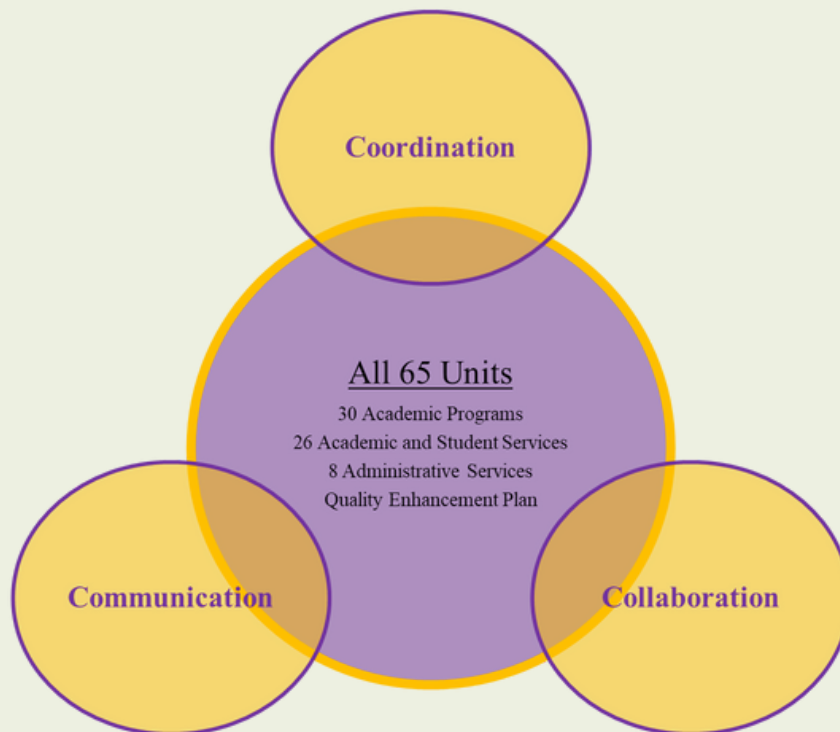 Coordination
All 65 Units
30 Academic Programs
26 Academic and Student Services
8 Administrative Services
Quality Enhancement Plan
Communication
Collaboration